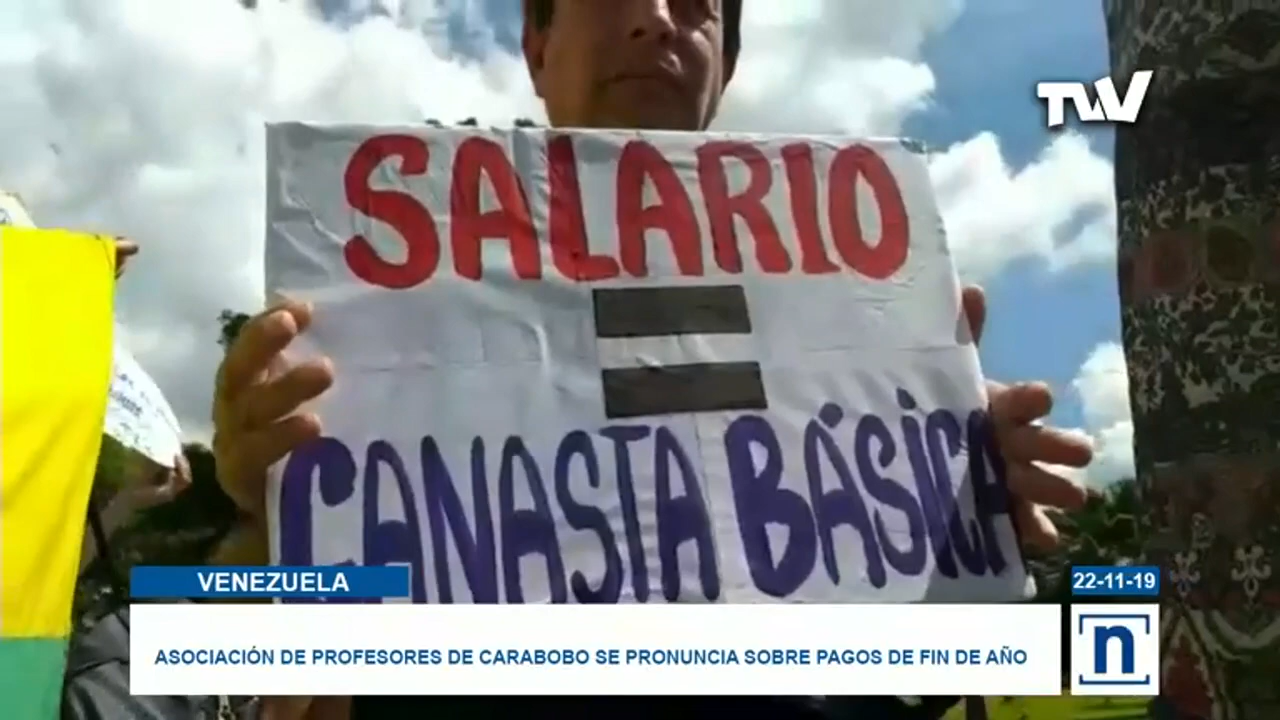 TVV
SALARIO
=
CANASTA BÁSICA
VENEZUELA
22-11-19
ASOCIACIÓN DE PROFESORES DE CARABOBO SE PRONUNCIA SOBRE PAGOS DE FIN DE AÑO
n